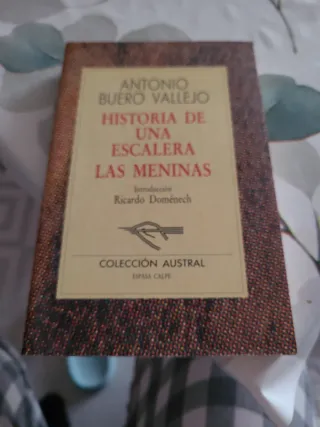 ANTONIO
BUERO VALLEJO
HISTORIA DE
UNA
ESCALERA
LAS MENINAS
Introducción
Ricardo Doménech
COLECCIÓN AUSTRAL
ESPASA CALPE